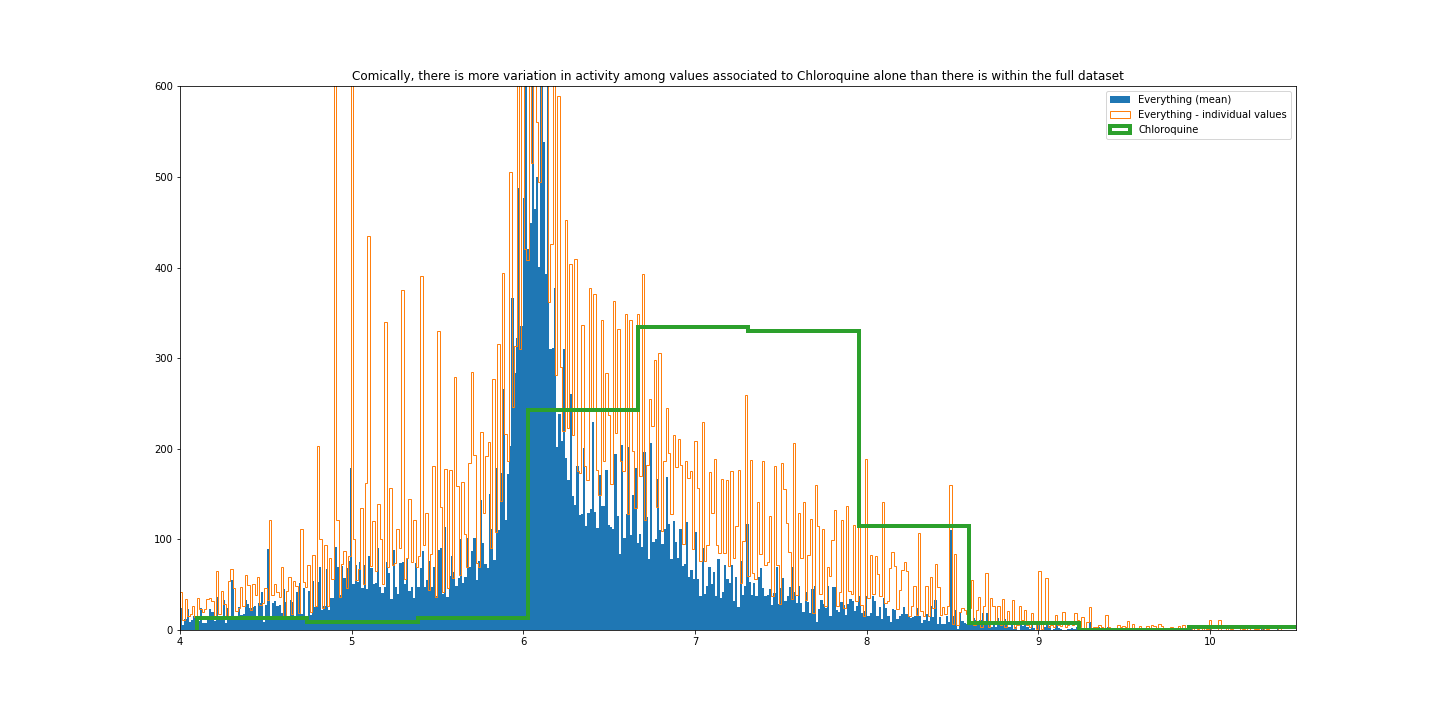 Comically, there is more variation in activity among values associated to Chloroquine alone than there is within the full dataset
600
500
400
300
200
100
0
Everything (mean)
Everything - individual values
Chloroquine
4 5 6 7 8 9 10